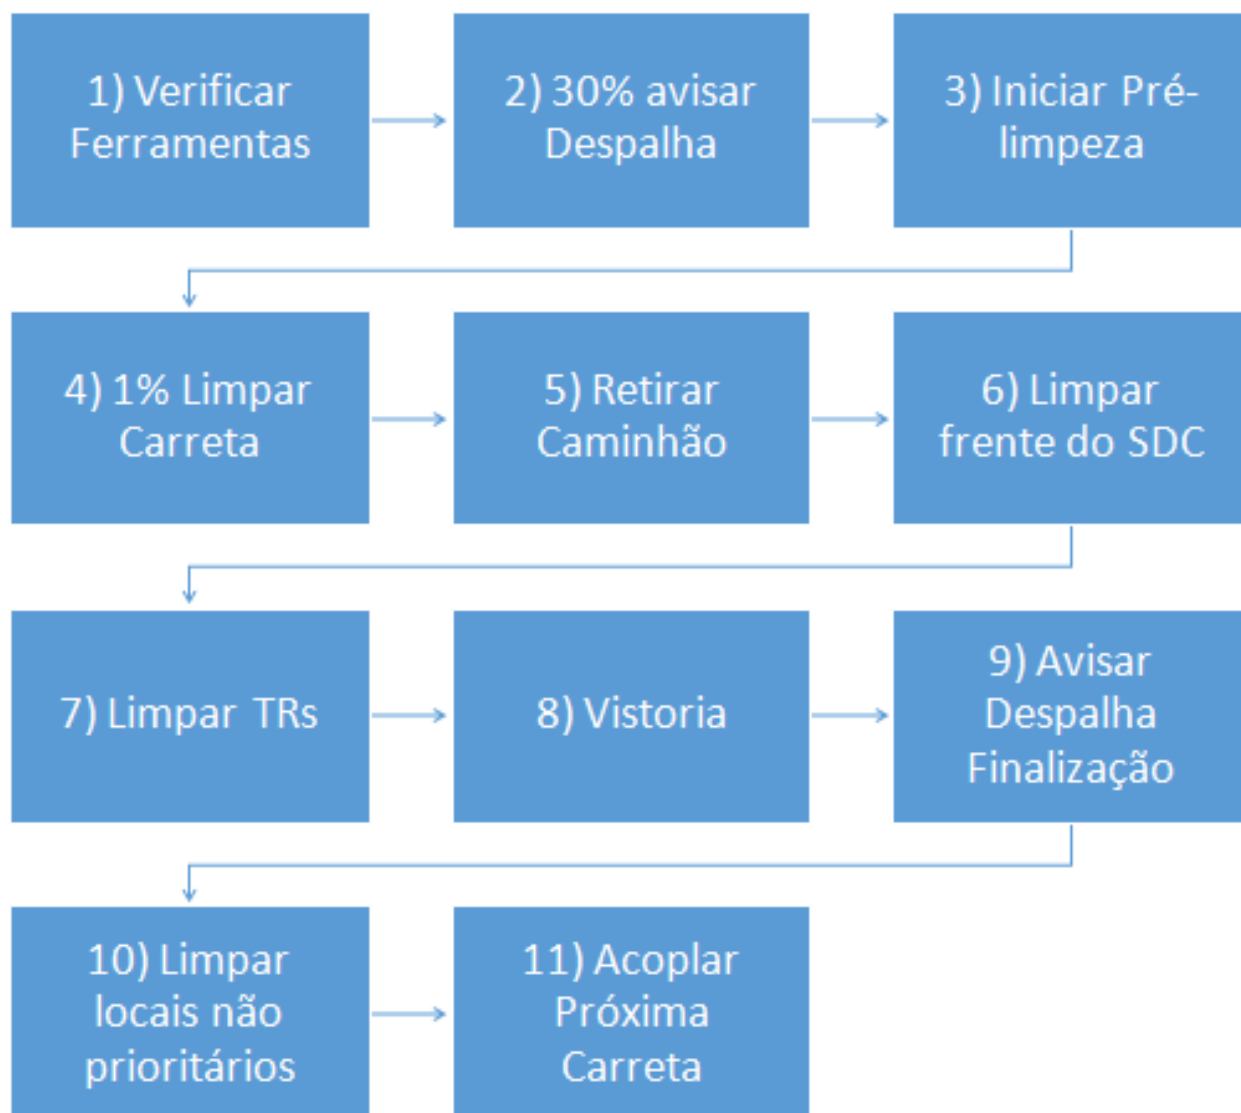 1) Verificar
Ferramentas
2) 30% avisar
Despalha
3) Iniciar Pré-
limpeza
4) 1% Limpar
Carreta
5) Retirar
Caminhão
6) Limpar
frente do SDC
7) Limpar TRs
8) Vistoria
9) Avisar
Despalha
Finalização
10) Limpar
locais não
prioritários
11) Acoplar
Próxima
Carreta